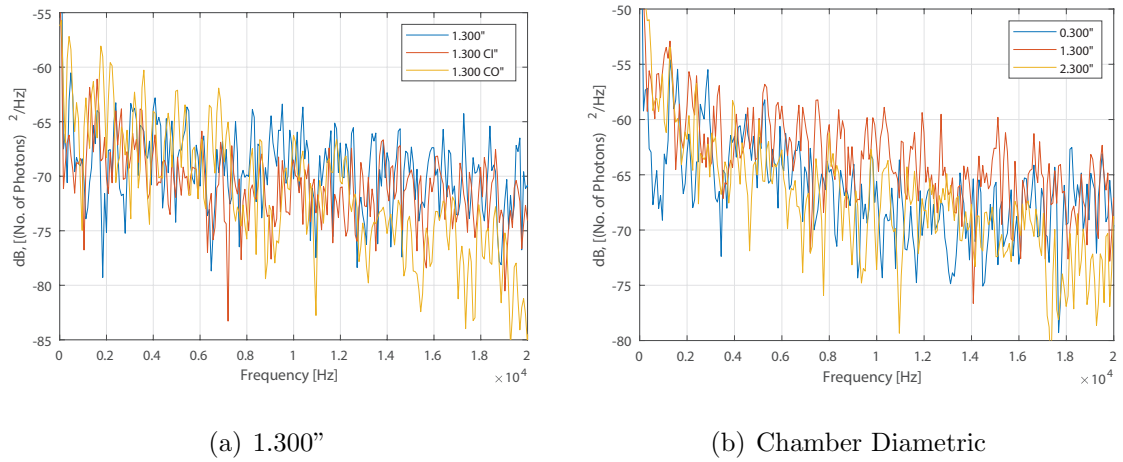 -55
-60
-65
-70
-75
-80
-85
dB, [(No. of Photons) ²/Hz]
1.300"
1.300 CI"
1.300 CO"
0 0.2 0.4 0.6 0.8 1 1.2 1.4 1.6 1.8 2
Frequency [Hz]
×10⁴
(a) 1.300”
-50
-55
-60
-65
-70
-75
-80
dB, [(No. of Photons) ²/Hz]
0.300"
1.300"
2.300"
0 0.2 0.4 0.6 0.8 1 1.2 1.4 1.6 1.8 2
Frequency [Hz]
×10⁴
(b) Chamber Diametric